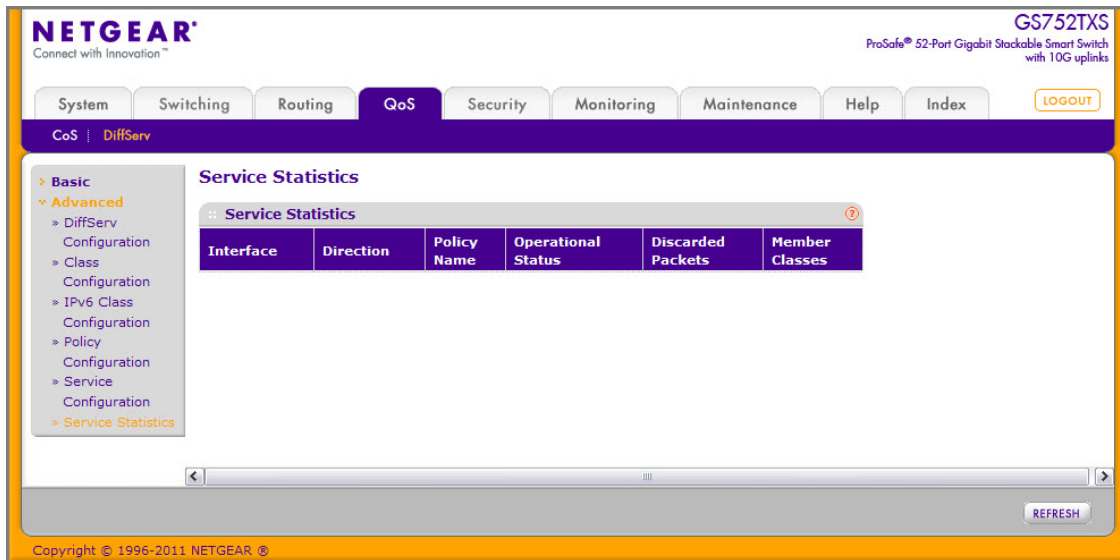 NETGEAR®
Connect with Innovation™
GS752TXS
ProSafe® 52-Port Gigabit Stackable Smart Switch
with 10G uplinks
System Switching Routing QoS Security Monitoring Maintenance Help Index LOGOUT
CoS | DiffServ
Basic
Advanced
» DiffServ
Configuration
» Class
Configuration
» IPv6 Class
Configuration
» Policy
Configuration
» Service
Configuration
» Service Statistics
Service Statistics
Service Statistics
Interface Direction Policy Name Operational Status Discarded Packets Member Classes
REFRESH
Copyright © 1996-2011 NETGEAR ®